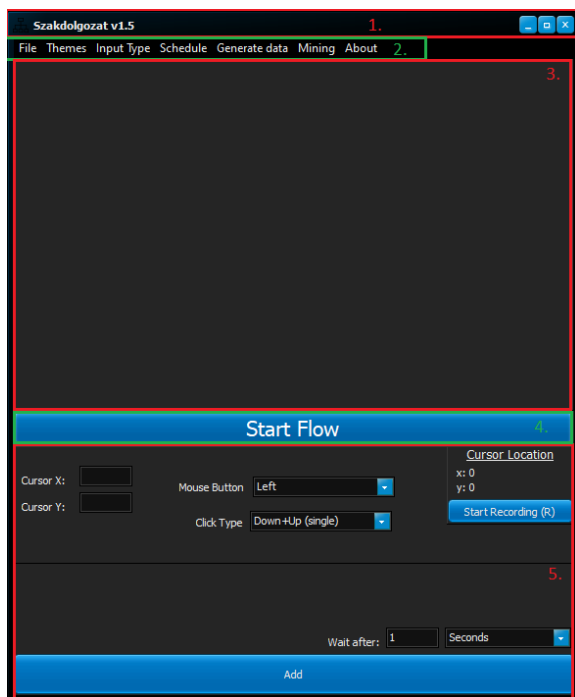 Szakdolgozat v1.5 1.
File Themes Input Type Schedule Generate data Mining About 2.
3.
Start Flow 4.
Cursor Location
x: 0
y: 0
Cursor X:
Cursor Y:
Mouse Button Left
Click Type Down+Up (single)
Start Recording (R)
5.
Wait after: 1 Seconds
Add